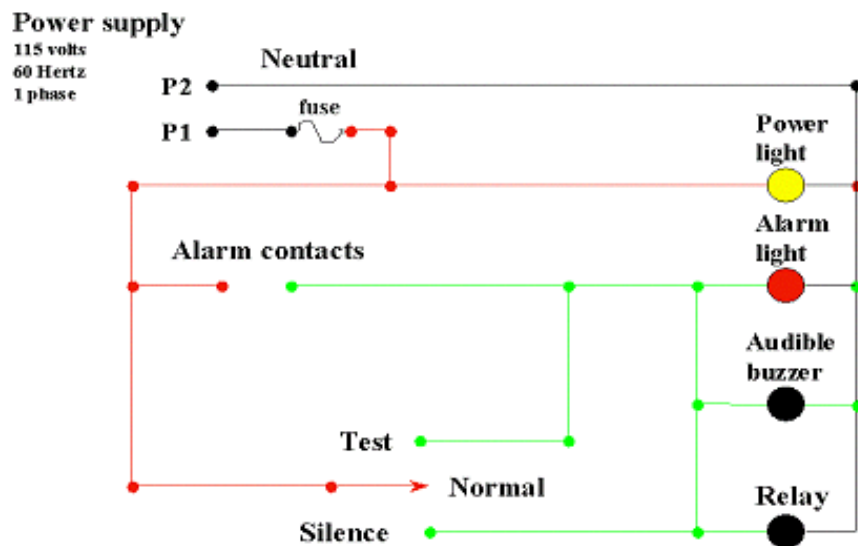 Power supply
115 volts
60 Hertz
1 phase
Neutral
P2
fuse
P1
Power
light
Alarm
light
Alarm contacts
Audible
buzzer
Test
Normal
Relay
Silence